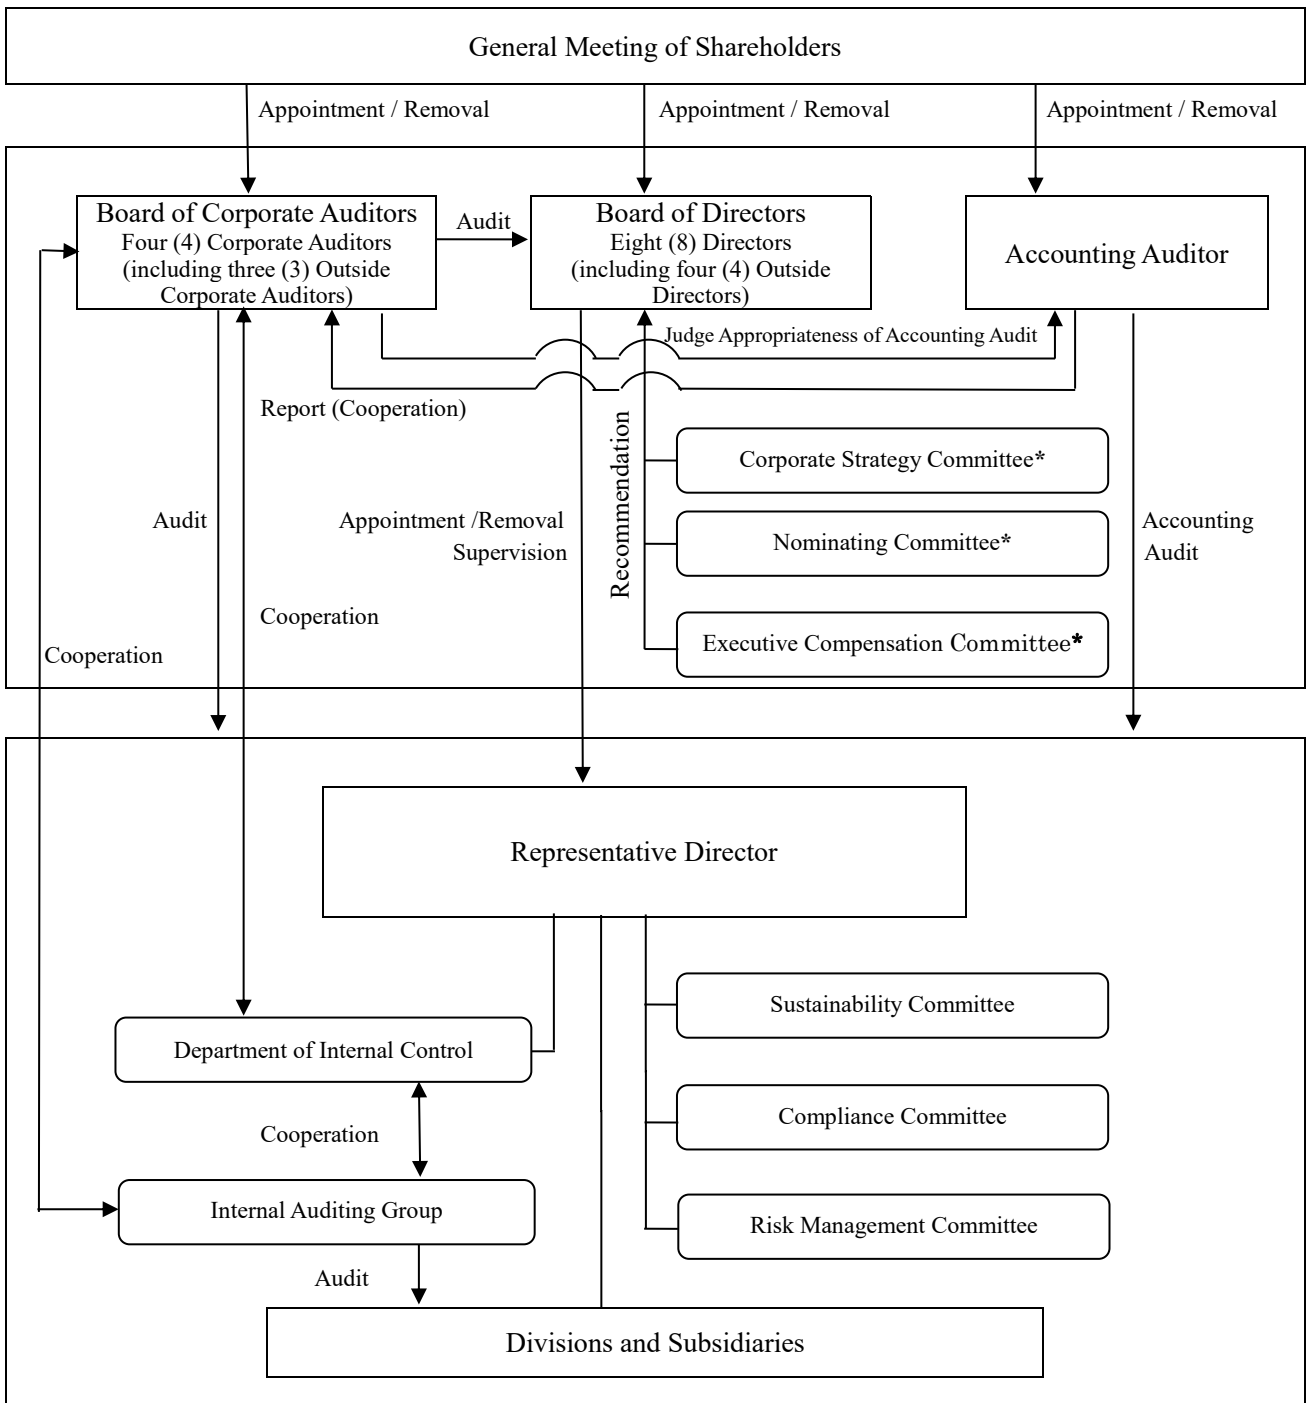 General Meeting of Shareholders
Appointment / Removal
Appointment / Removal
Appointment / Removal
Board of Corporate Auditors
Four (4) Corporate Auditors
(including three (3) Outside
Corporate Auditors)
Audit
Board of Directors
Eight (8) Directors
(including four (4) Outside
Directors)
Accounting Auditor
Judge Appropriateness of Accounting Audit
Report (Cooperation)
Recommendation
Corporate Strategy Committee*
Nominating Committee*
Executive Compensation Committee*
Audit
Appointment /Removal
Supervision
Accounting
Audit
Cooperation
Cooperation
Representative Director
Sustainability Committee
Department of Internal Control
Compliance Committee
Cooperation
Internal Auditing Group
Risk Management Committee
Audit
Divisions and Subsidiaries